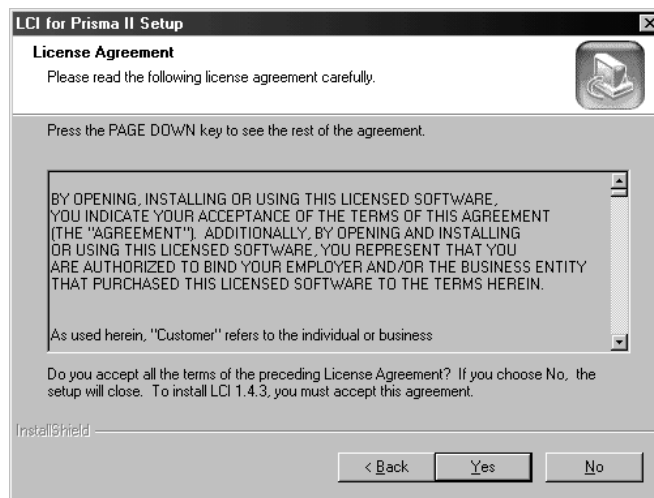 LCI for Prisma II Setup
License Agreement
Please read the following license agreement carefully.
Press the PAGE DOWN key to see the rest of the agreement.
BY OPENING, INSTALLING OR USING THIS LICENSED SOFTWARE,
YOU INDICATE YOUR ACCEPTANCE OF THE TERMS OF THIS AGREEMENT
(THE "AGREEMENT"). ADDITIONALLY, BY OPENING AND INSTALLING
OR USING THIS LICENSED SOFTWARE, YOU REPRESENT THAT YOU
ARE AUTHORIZED TO BIND YOUR EMPLOYER AND/OR THE BUSINESS ENTITY
THAT PURCHASED THIS LICENSED SOFTWARE TO THE TERMS HEREIN.
As used herein, "Customer" refers to the individual or business
Do you accept all the terms of the preceding License Agreement? If you choose No, the
setup will close. To install LCI 1.4.3, you must accept this agreement.
InstallShield
< Back Yes No